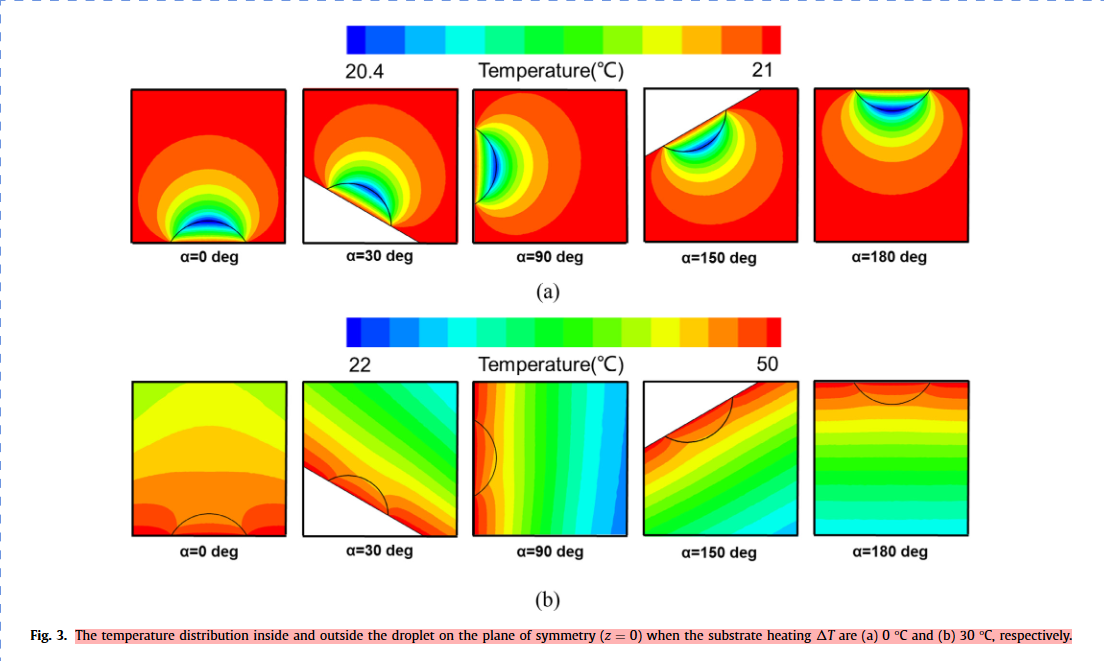 20.4 Temperature(℃) 21
α=0 deg α=30 deg α=90 deg α=150 deg α=180 deg
(a)
22 Temperature(℃) 50
α=0 deg α=30 deg α=90 deg α=150 deg α=180 deg
(b)
Fig. 3. The temperature distribution inside and outside the droplet on the plane of symmetry (z = 0) when the substrate heating ΔT are (a) 0 °C and (b) 30 °C, respectively.